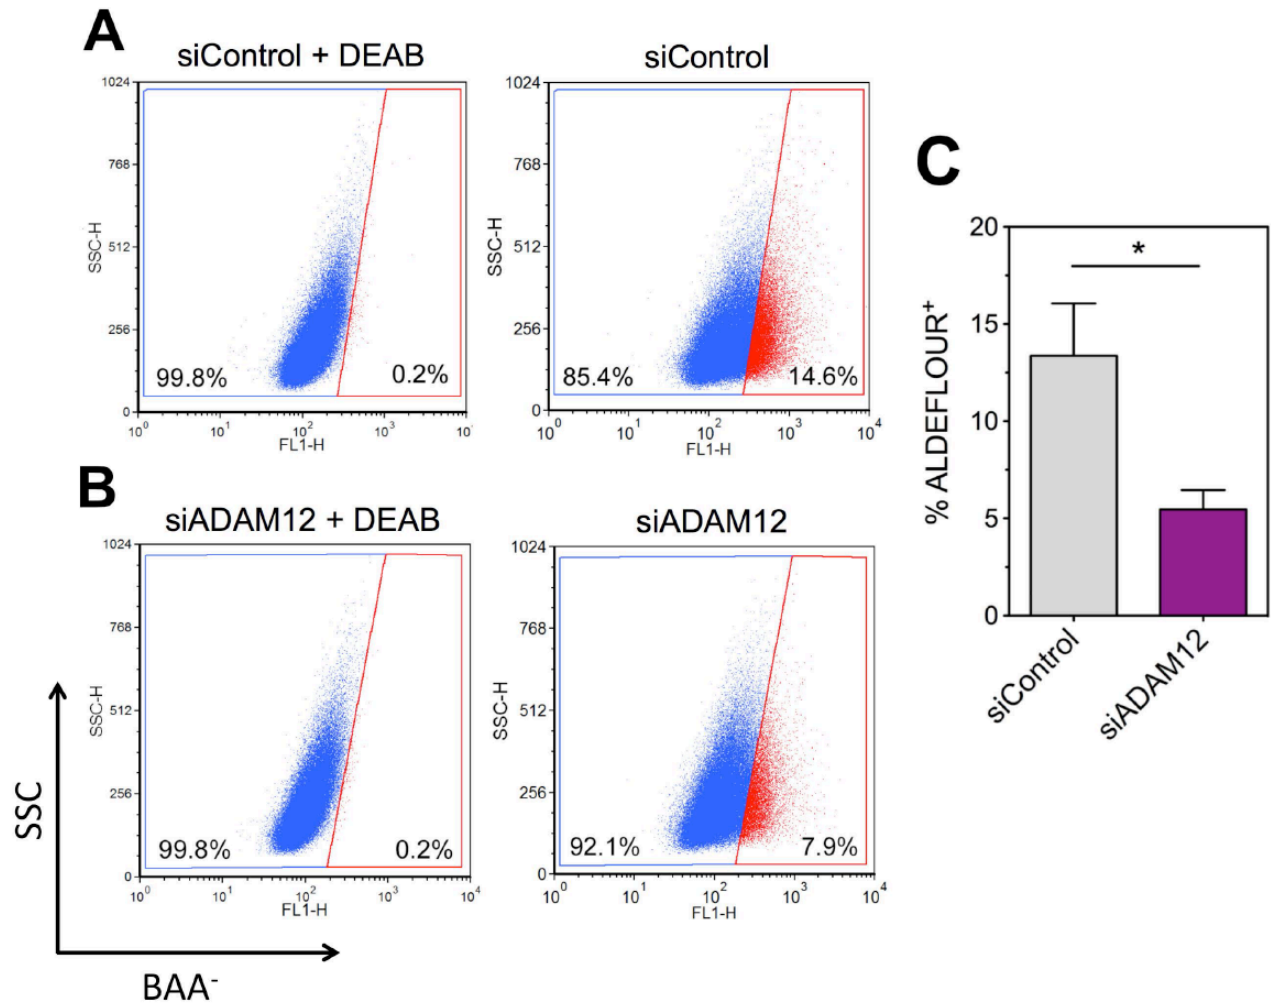 A
siControl + DEAB
1024
768
512
256
0
SSC-H
99.8%
0.2%
10^0 10^1 10^2 10^3 10
FL1-H
siControl
1024
768
512
256
0
SSC-H
85.4%
14.6%
10^0 10^1 10^2 10^3 10^4
FL1-H
B
siADAM12 + DEAB
1024
768
512
256
0
SSC-H
99.8%
0.2%
10^0 10^1 10^2 10^3 10^4
FL1-H
siADAM12
1024
768
512
256
0
SSC-H
92.1%
7.9%
10^0 10^1 10^2 10^3 10^4
FL1-H
SSC
BAA^-
C
20
15
10
5
0
% ALDEFLOUR^+
*
siControl
siADAM12